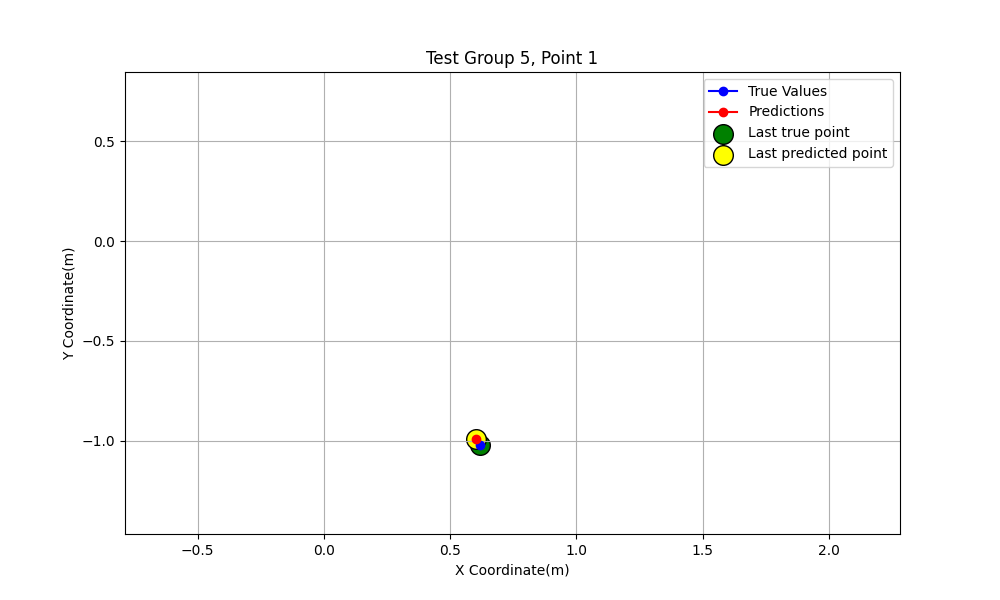 Test Group 5, Point 1
True Values
Predictions
Last true point
Last predicted point
0.5
0.0
−0.5
−1.0
Y Coordinate(m)
−0.5 0.0 0.5 1.0 1.5 2.0
X Coordinate(m)